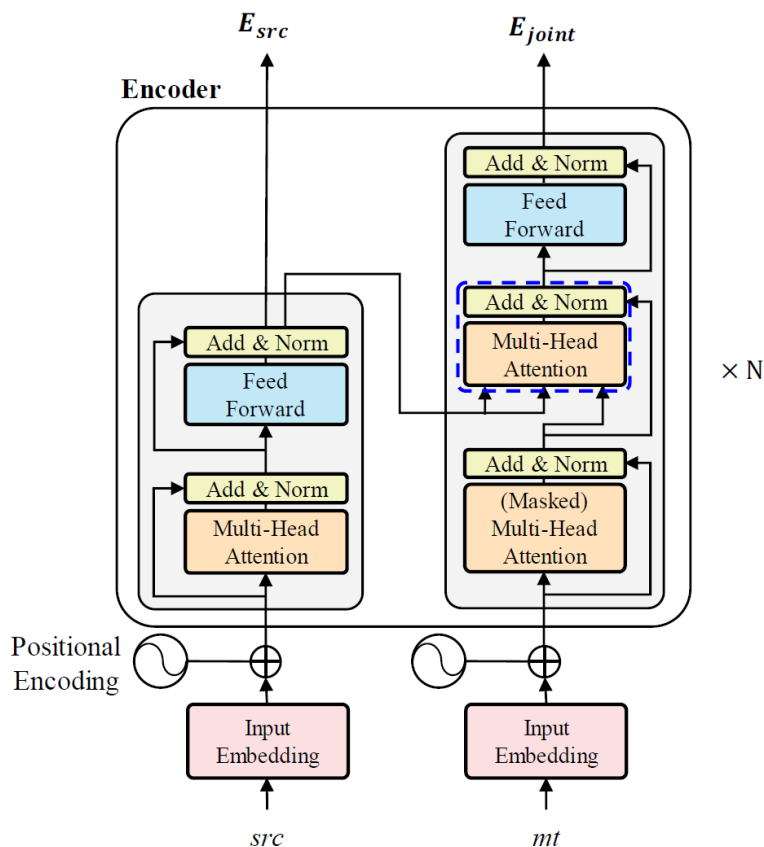 E_src
E_joint
Encoder
Add & Norm
Feed
Forward
Add & Norm
Multi-Head
Attention
Add & Norm
(Masked)
Multi-Head
Attention
Add & Norm
Feed
Forward
Add & Norm
Multi-Head
Attention
× N
Positional
Encoding
Input
Embedding
Input
Embedding
src
mt